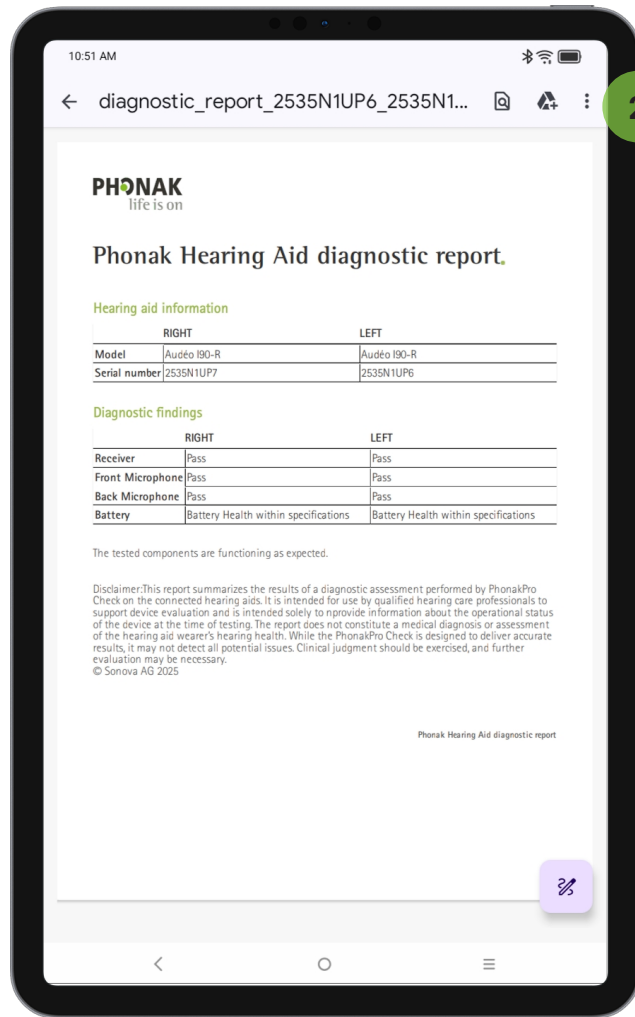 10:51 AM
diagnostic_report_2535N1UP6_2535N1...
PHONAK
life is on
Phonak Hearing Aid diagnostic report.
Hearing aid information
RIGHT LEFT
Model Audéo I90-R Audéo I90-R
Serial number 2535N1UP7 2535N1UP6
Diagnostic findings
RIGHT LEFT
Receiver Pass Pass
Front Microphone Pass Pass
Back Microphone Pass Pass
Battery Battery Health within specifications Battery Health within specifications
The tested components are functioning as expected.
Disclaimer:This report summarizes the results of a diagnostic assessment performed by PhonakPro
Check on the connected hearing aids. It is intended for use by qualified hearing care professionals to
support device evaluation and is intended solely to nprovide information about the operational status
of the device at the time of testing. The report does not constitute a medical diagnosis or assessment
of the hearing aid wearer's hearing health. While the PhonakPro Check is designed to deliver accurate
results, it may not detect all potential issues. Clinical judgment should be exercised, and further
evaluation may be necessary.
© Sonova AG 2025
Phonak Hearing Aid diagnostic report